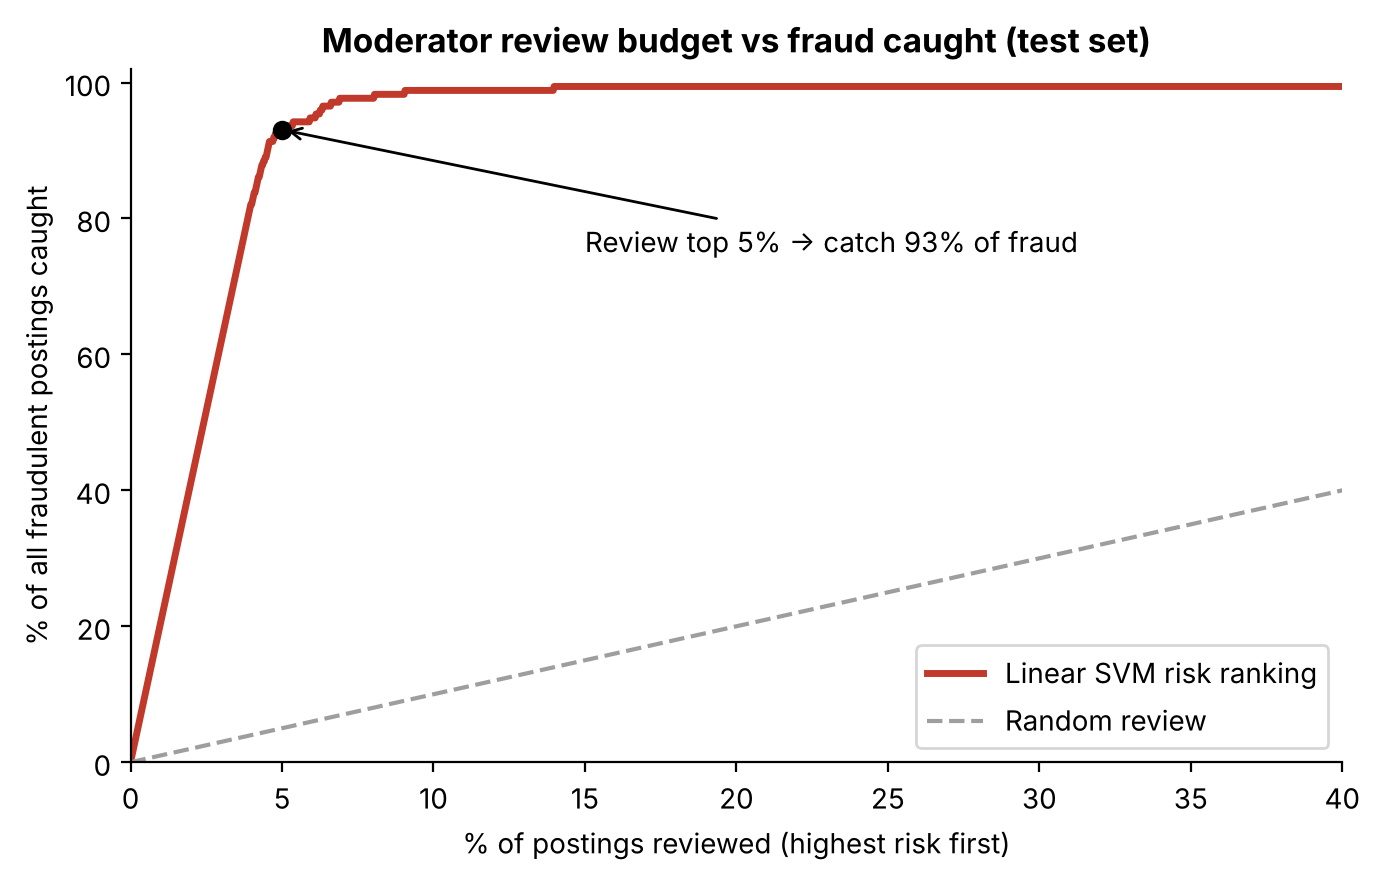 Moderator review budget vs fraud caught (test set)
% of all fraudulent postings caught
100
80
60
40
20
0
Review top 5% → catch 93% of fraud
Linear SVM risk ranking
Random review
0 5 10 15 20 25 30 35 40
% of postings reviewed (highest risk first)